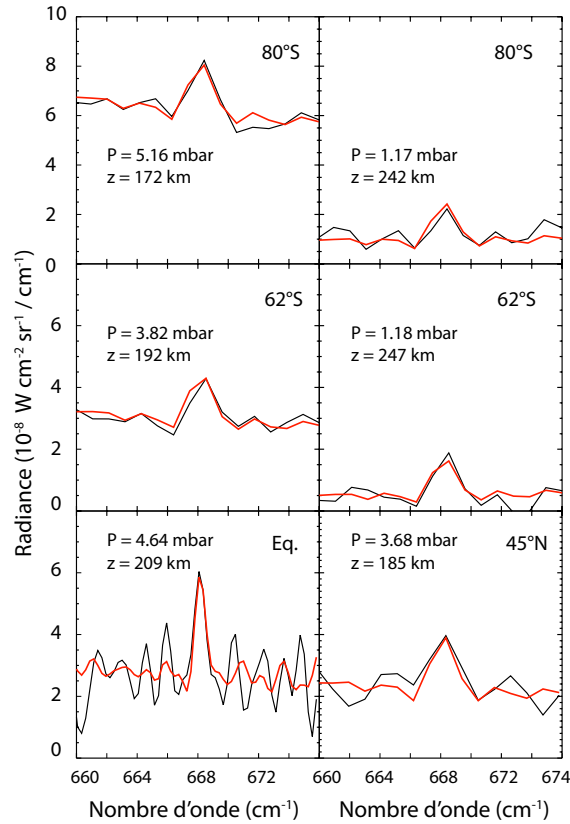 Radiance (10⁻⁸ W cm⁻² sr⁻¹ / cm⁻¹)
10
8
6
4
2
0
80°S
P = 5.16 mbar
z = 172 km
80°S
P = 1.17 mbar
z = 242 km
6
4
2
0
62°S
P = 3.82 mbar
z = 192 km
62°S
P = 1.18 mbar
z = 247 km
6
4
2
0
P = 4.64 mbar
Eq.
z = 209 km
P = 3.68 mbar
45°N
z = 185 km
660 664 668 672 660 664 668 672 674
Nombre d'onde (cm⁻¹) Nombre d'onde (cm⁻¹)